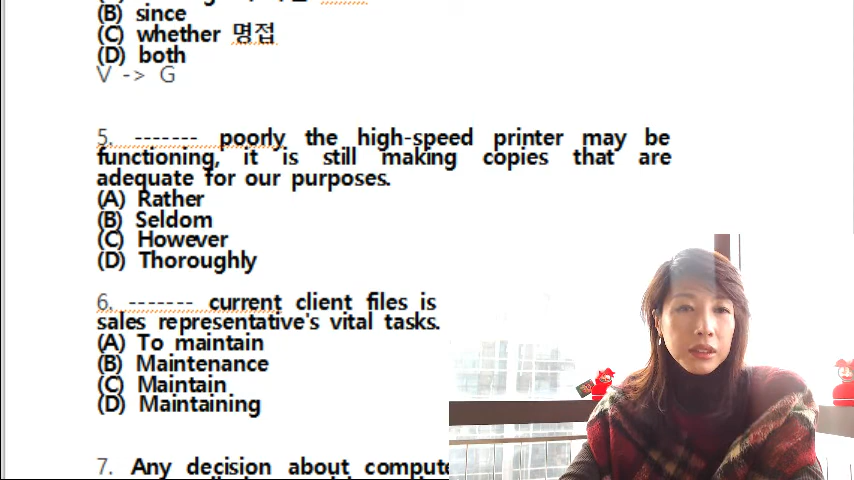 (B) since
(C) whether 명접
(D) both
V -> G
5. ------- poorly the high-speed printer may be
functioning, it is still making copies that are
adequate for our purposes.
(A) Rather
(B) Seldom
(C) However
(D) Thoroughly
6. ------- current client files is
sales representative's vital tasks.
(A) To maintain
(B) Maintenance
(C) Maintain
(D) Maintaining
7. Any decision about